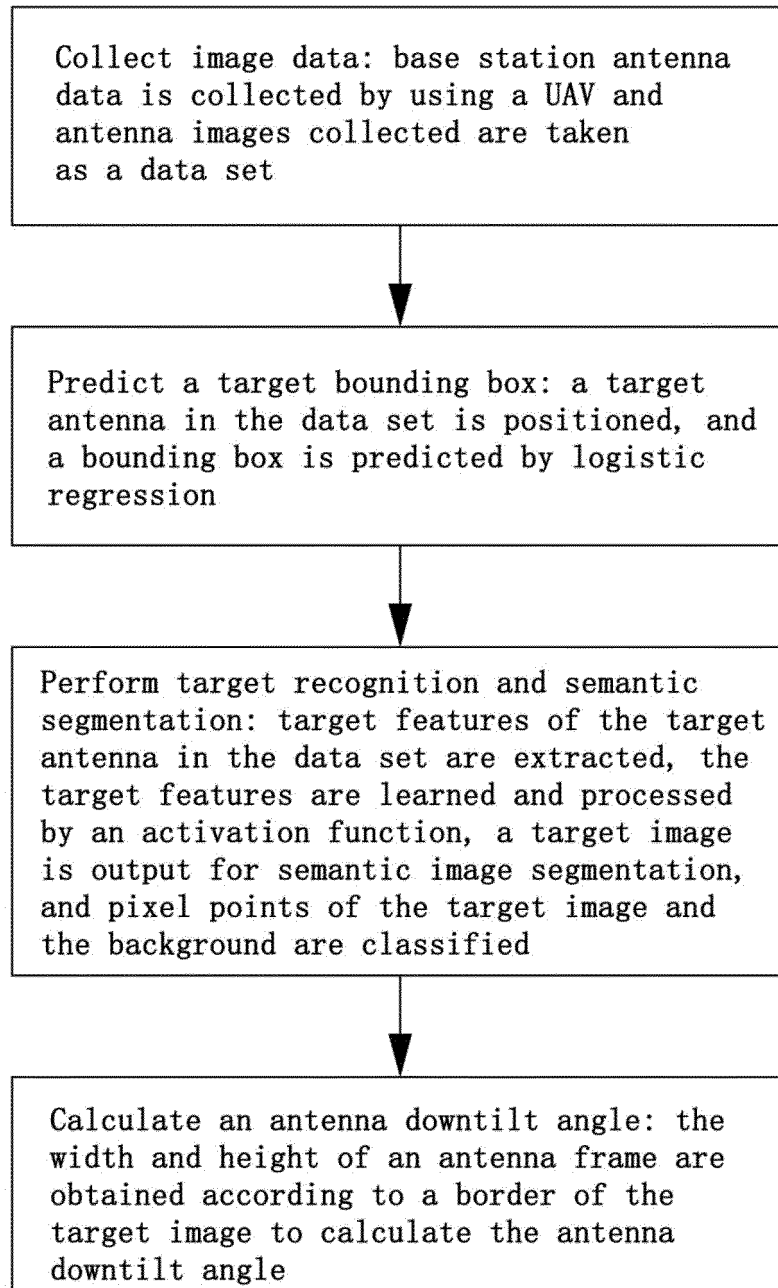 Collect image data: base station antenna
data is collected by using a UAV and
antenna images collected are taken
as a data set
Predict a target bounding box: a target
antenna in the data set is positioned, and
a bounding box is predicted by logistic
regression
Perform target recognition and semantic
segmentation: target features of the target
antenna in the data set are extracted, the
target features are learned and processed
by an activation function, a target image
is output for semantic image segmentation,
and pixel points of the target image and
the background are classified
Calculate an antenna downtilt angle: the
width and height of an antenna frame are
obtained according to a border of the
target image to calculate the antenna
downtilt angle